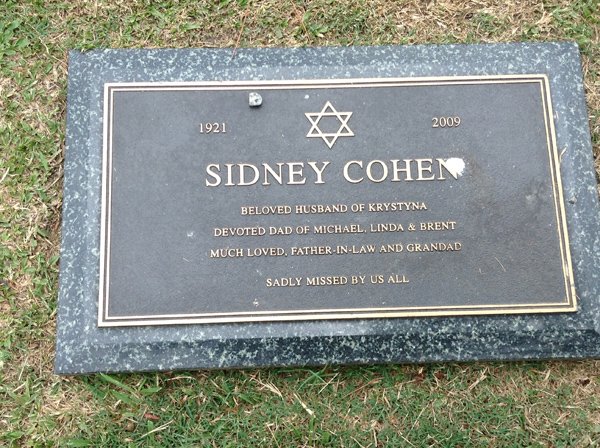 1921 2009
SIDNEY COHEN
BELOVED HUSBAND OF KRYSTYNA
DEVOTED DAD OF MICHAEL, LINDA & BRENT
MUCH LOVED, FATHER-IN-LAW AND GRANDAD
SADLY MISSED BY US ALL